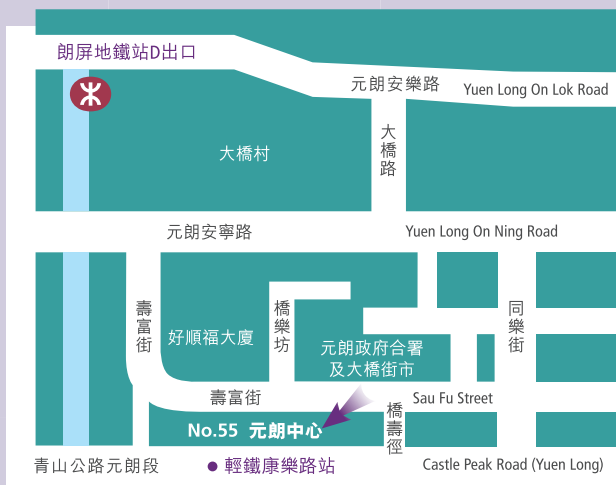 朗屏地鐵站D出口
元朗安樂路
Yuen Long On Lok Road
大橋路
大橋村
元朗安寧路
Yuen Long On Ning Road
壽富街
好順福大廈
橋樂坊
元朗政府合署
及大橋街市
同樂街
壽富街
Sau Fu Street
No.55 元朗中心
橋壽徑
青山公路元朗段
輕鐵康樂路站
Castle Peak Road (Yuen Long)